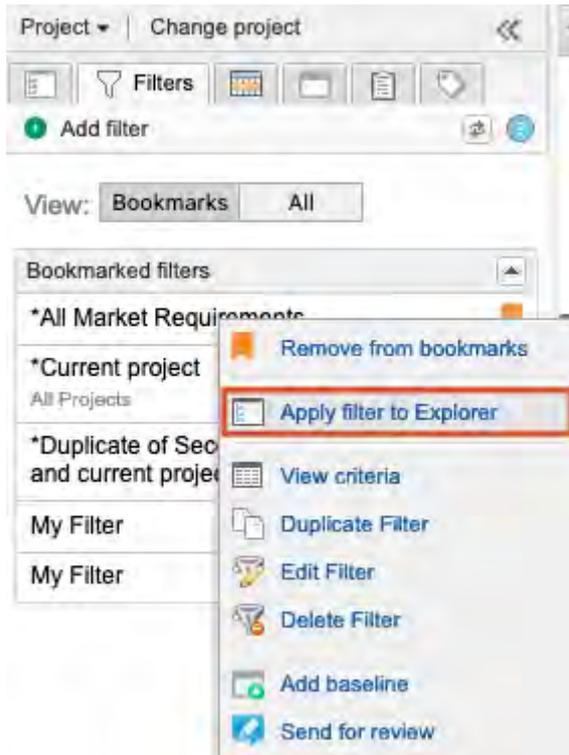 Project
Change project
Filters
Add filter
View: Bookmarks All
Bookmarked filters
*All Market Requirements
*Current project
All Projects
*Duplicate of Sec
and current proje
My Filter
My Filter
Remove from bookmarks
Apply filter to Explorer
View criteria
Duplicate Filter
Edit Filter
Delete Filter
Add baseline
Send for review